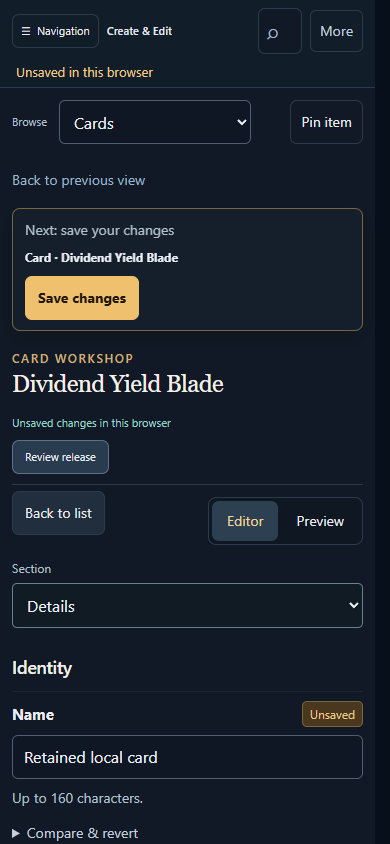 ☰ Navigation Create & Edit More
Unsaved in this browser
Browse Cards Pin item
Back to previous view
Next: save your changes
Card · Dividend Yield Blade
Save changes
CARD WORKSHOP
Dividend Yield Blade
Unsaved changes in this browser
Review release
Back to list Editor Preview
Section
Details
Identity
Name Unsaved
Retained local card
Up to 160 characters.
▶ Compare & revert